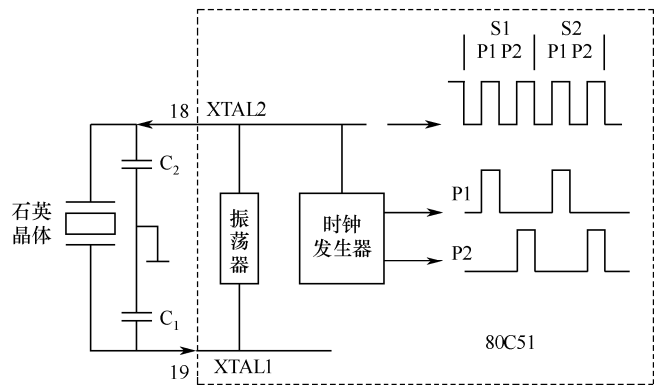 S1 S2
P1 P2 P1 P2
18 XTAL2
C2
石英
晶体
振
荡
器
时钟
发生器
P1
P2
C1
80C51
19 XTAL1